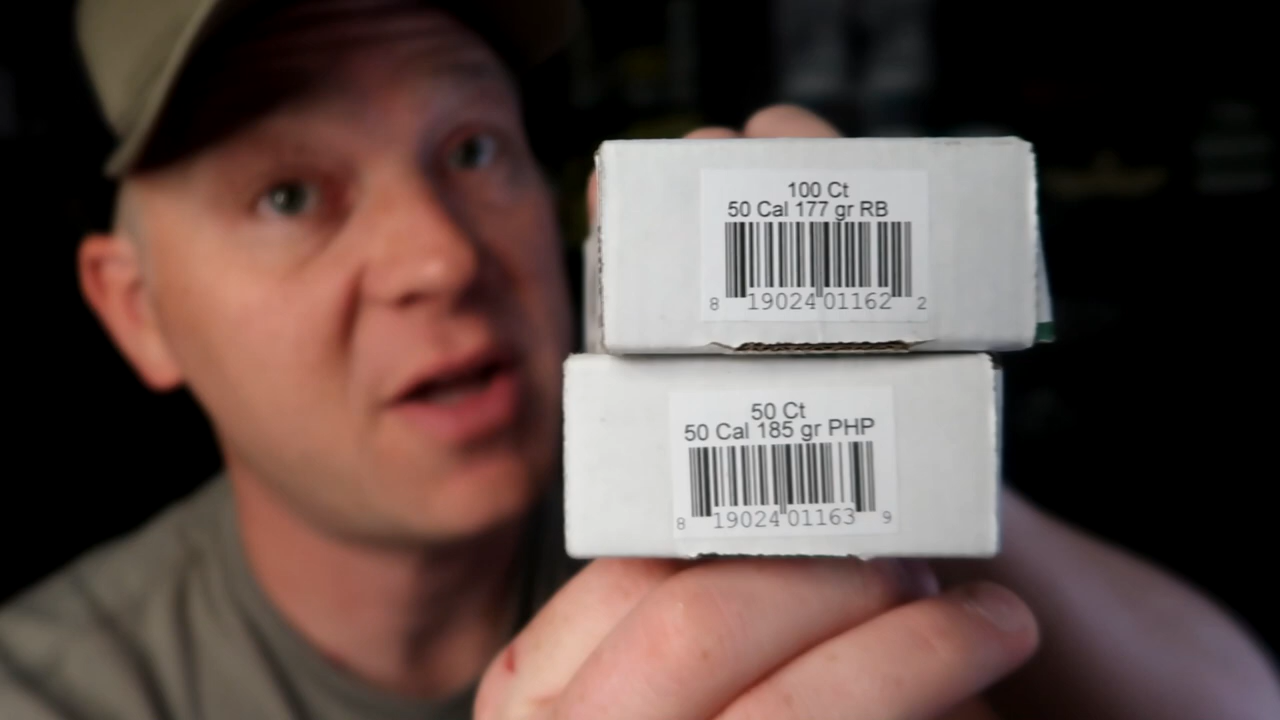 100 Ct
50 Cal 177 gr RB
8 19024 01162 2
50 Ct
50 Cal 185 gr PHP
8 19024 01163 9